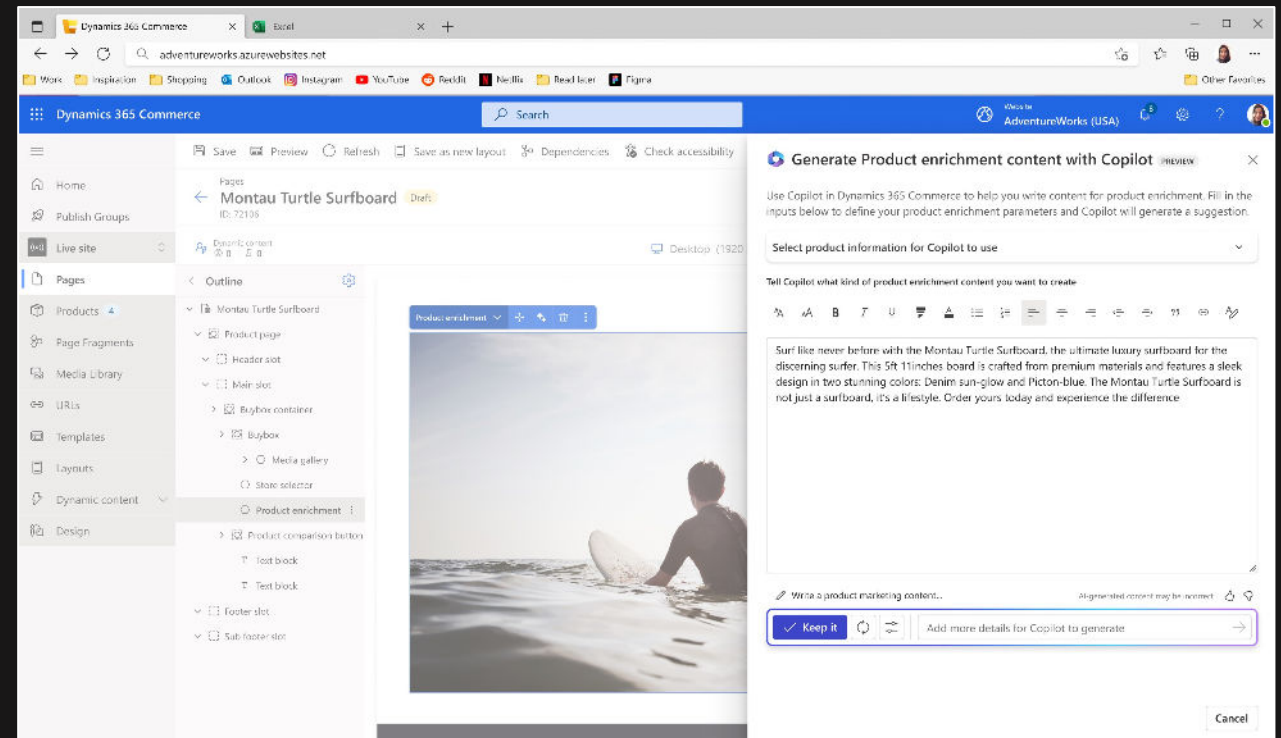 Dynamics 365 Commerce
Excel
adventureworks.azurewebsites.net
Work Inspiration Shopping Outlook Instagram YouTube Reddit Netflix Read later Figma Other Favorites
Dynamics 365 Commerce
Search
Website
AdventureWorks (USA)
Save Preview Refresh Save as new layout Dependencies Check accessibility
Home
Publish Groups
Live site
Pages
Products 4
Page Fragments
Media Library
URLs
Templates
Layouts
Dynamic content
Design
Pages
Montau Turtle Surfboard Draft
ID: 72106
Dynamic content
0 0
Desktop (1920
Outline
Montau Turtle Surfboard
Product page
Header slot
Main slot
Buybox container
Buybox
Media gallery
Store selector
Product enrichment
Product comparison button
Text block
Text block
Footer slot
Sub footer slot
Product enrichment
Generate Product enrichment content with Copilot PREVIEW
Use Copilot in Dynamics 365 Commerce to help you write content for product enrichment. Fill in the
inputs below to define your product enrichment parameters and Copilot will generate a suggestion.
Select product information for Copilot to use
Tell Copilot what kind of product enrichment content you want to create
Surf like never before with the Montau Turtle Surfboard, the ultimate luxury surfboard for the
discerning surfer. This 5ft 11inches board is crafted from premium materials and features a sleek
design in two stunning colors: Denim sun-glow and Picton-blue. The Montau Turtle Surfboard is
not just a surfboard, it's a lifestyle. Order yours today and experience the difference
Write a product marketing content...
AI-generated content may be incorrect
Keep it
Add more details for Copilot to generate
Cancel